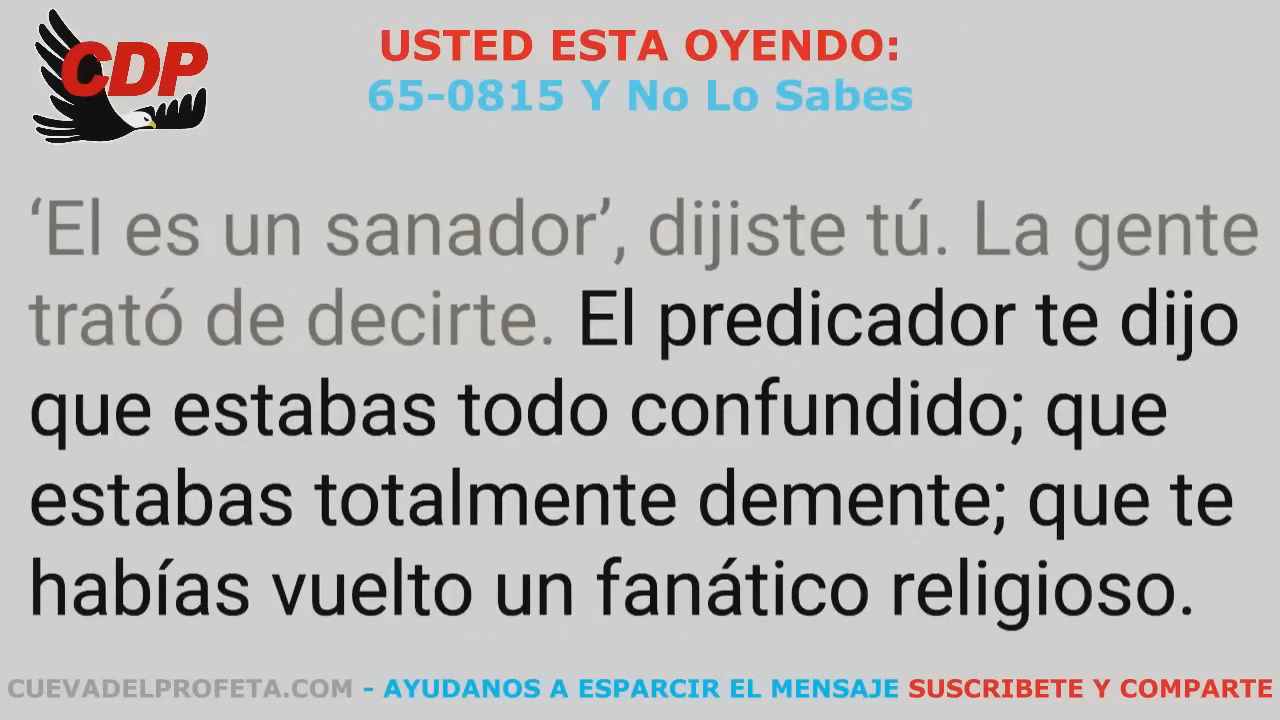 CDP
USTED ESTA OYENDO:
65-0815 Y No Lo Sabes
‘El es un sanador’, dijiste tú. La gente
trató de decirte. El predicador te dijo
que estabas todo confundido; que
estabas totalmente demente; que te
habías vuelto un fanático religioso.
CUEVADELPROFETA.COM - AYUDANOS A ESPARCIR EL MENSAJE SUSCRIBETE Y COMPARTE